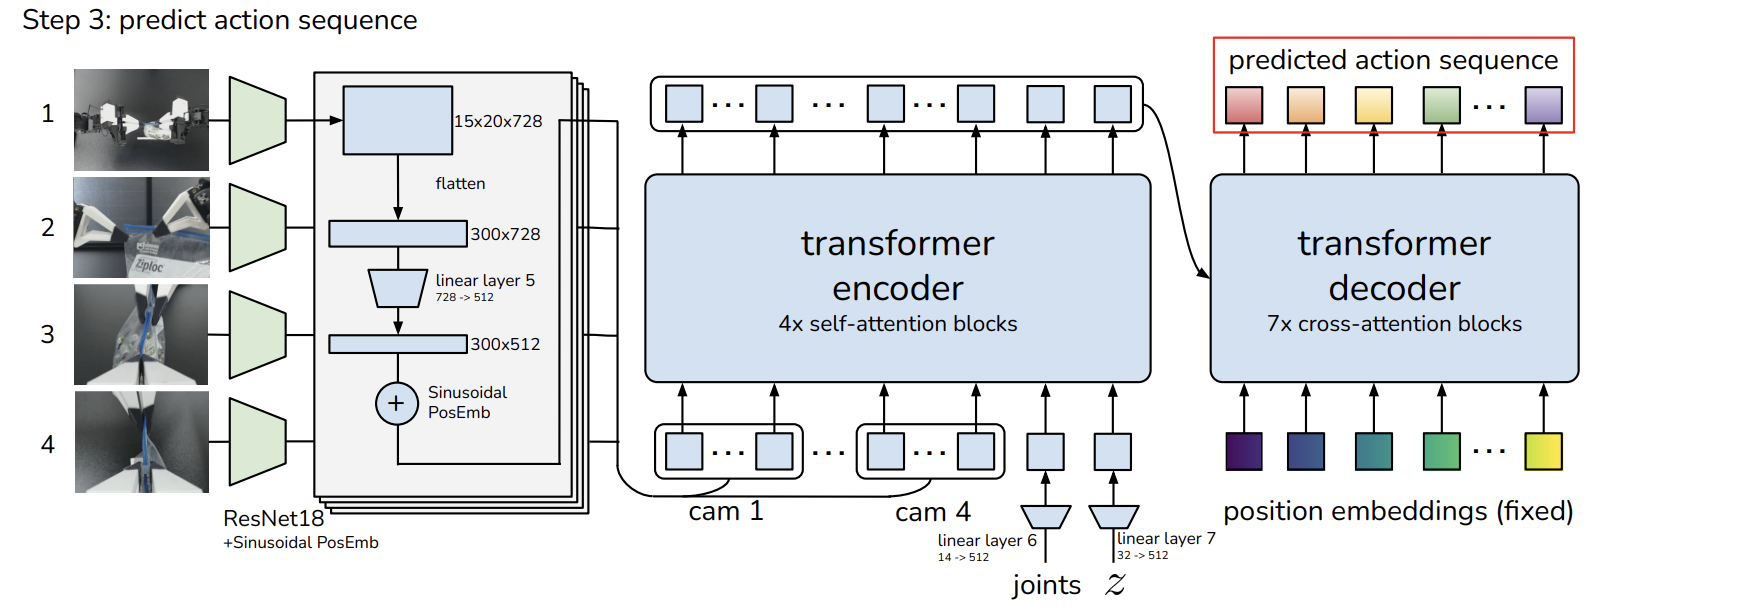 Step 3: predict action sequence
1
2
3
4
Ziploc
ResNet18
+Sinusoidal PosEmb
15x20x728
flatten
300x728
linear layer 5
728 -> 512
300x512
+
Sinusoidal
PosEmb
transformer
encoder
4x self-attention blocks
cam 1
cam 4
linear layer 6
14 -> 512
joints
linear layer 7
32 -> 512
z
predicted action sequence
transformer
decoder
7x cross-attention blocks
position embeddings (fixed)